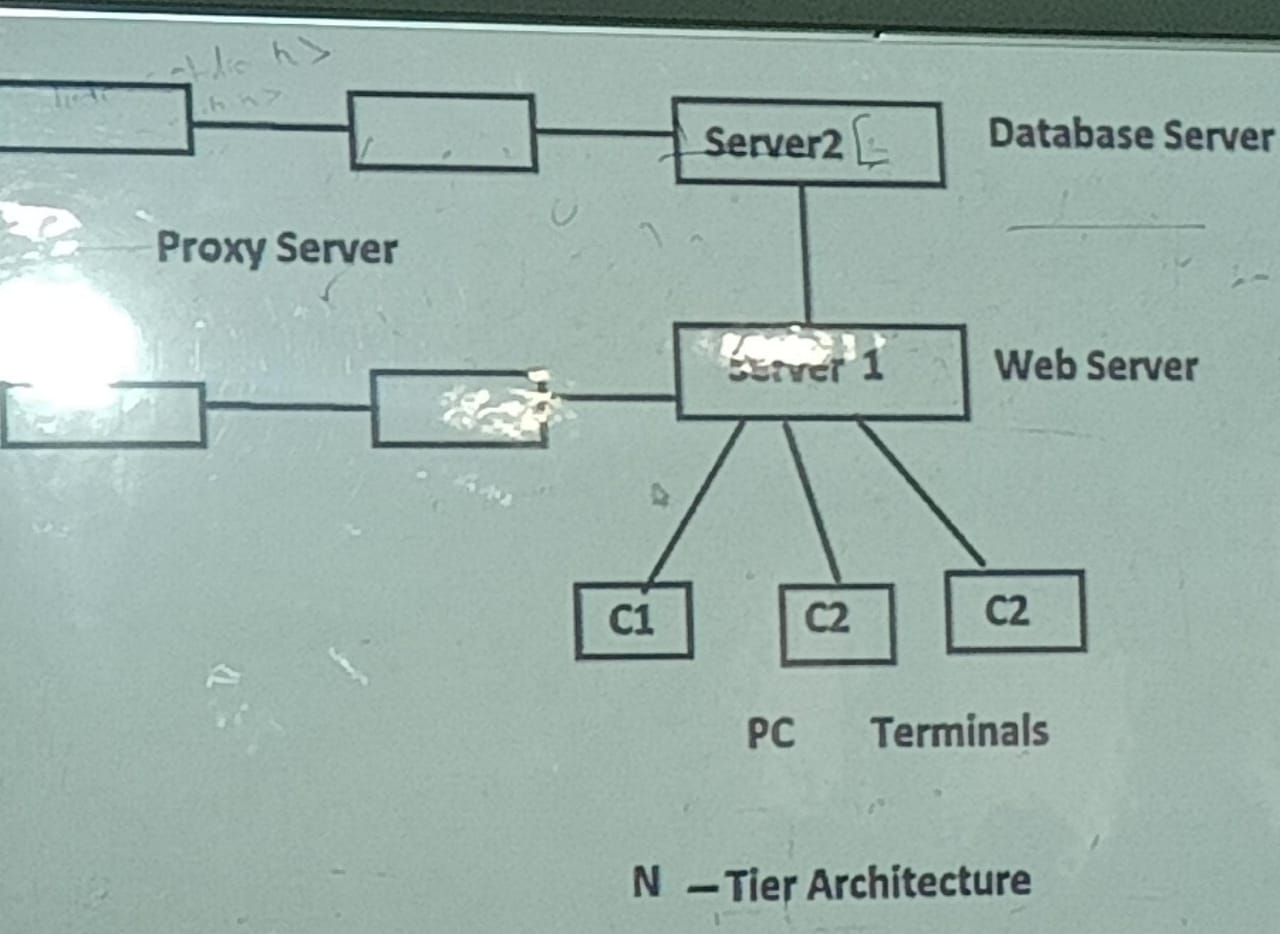 h>
Server2
Database Server
Proxy Server
Server 1
Web Server
C1
C2
C2
PC Terminals
N – Tier Architecture